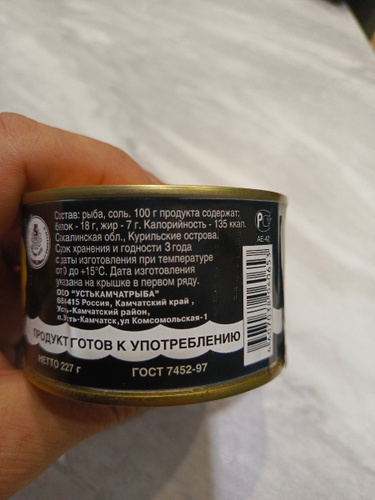 Состав: рыба, соль. 100 г продукта содержат:
белок - 18 г, жир - 7 г. Калорийность - 135 ккал.
Сахалинская обл., Курильские острова.
Срок хранения и годности 3 года
с даты изготовления при температуре
от 0 до +15°С. Дата изготовления
указана на крышке в первом ряду.
ООО "УСТЬКАМЧАТРЫБА"
684415 Россия, Камчатский край ,
Усть-Камчатский район,
п.Усть-Камчатск,ул Комсомольская-1
ПРОДУКТ ГОТОВ К УПОТРЕБЛЕНИЮ
НЕТТО 227 г
ГОСТ 7452-97